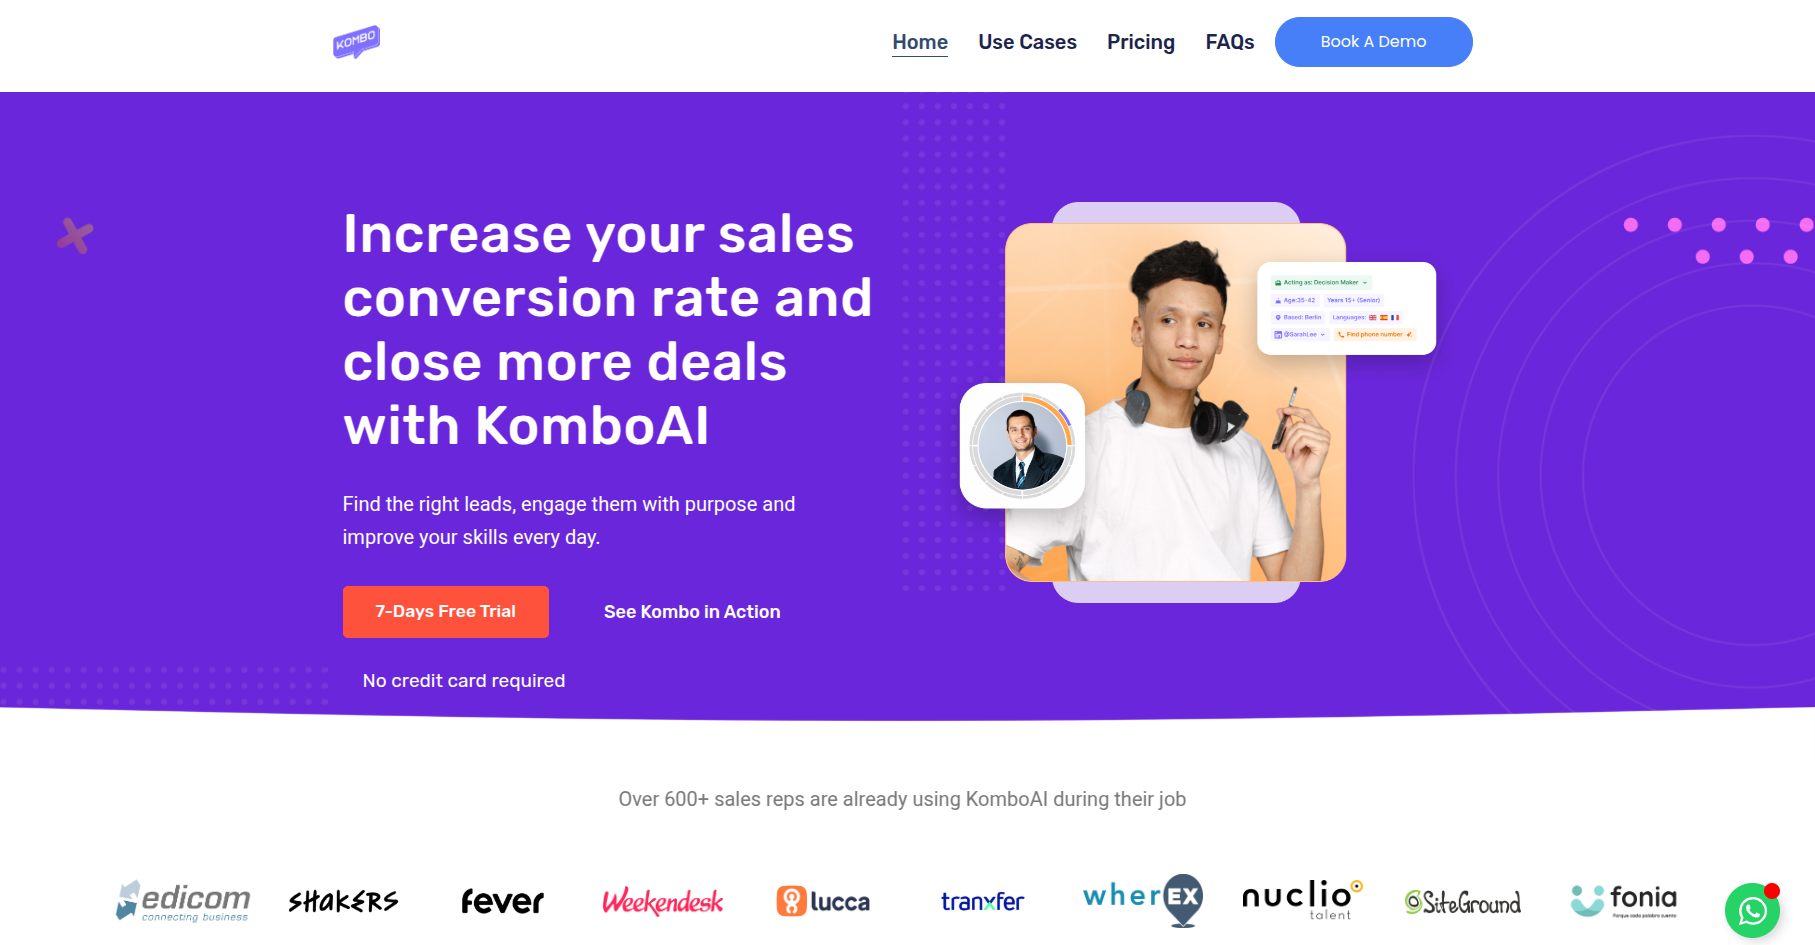 KOMBO
Home Use Cases Pricing FAQs Book A Demo
Increase your sales
conversion rate and
close more deals
with KomboAI
Acting as: Decision Maker
Age:35-42 Years 15+ (Senior)
Based: Berlin Languages:
@SarahLee Find phone number
Find the right leads, engage them with purpose and
improve your skills every day.
7-Days Free Trial See Kombo in Action
No credit card required
Over 600+ sales reps are already using KomboAI during their job
edicom
connecting business
SHAKERS
fever
Weekendesk
lucca
tranxfer
wherEX
nuclio
talent
SiteGround
fonia
Porque cada palabra cuenta